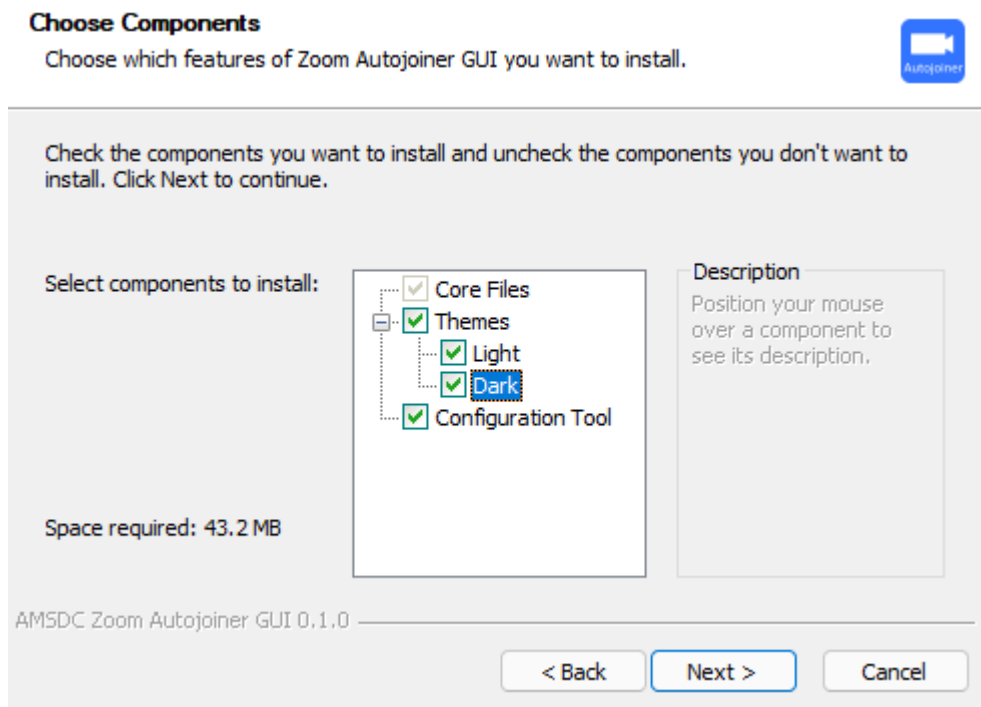 Choose Components
Choose which features of Zoom Autojoiner GUI you want to install.
Autojoiner
Check the components you want to install and uncheck the components you don't want to
install. Click Next to continue.
Select components to install:
Core Files
Themes
Light
Dark
Configuration Tool
Description
Position your mouse
over a component to
see its description.
Space required: 43.2 MB
AMSDC Zoom Autojoiner GUI 0.1.0
< Back
Next >
Cancel